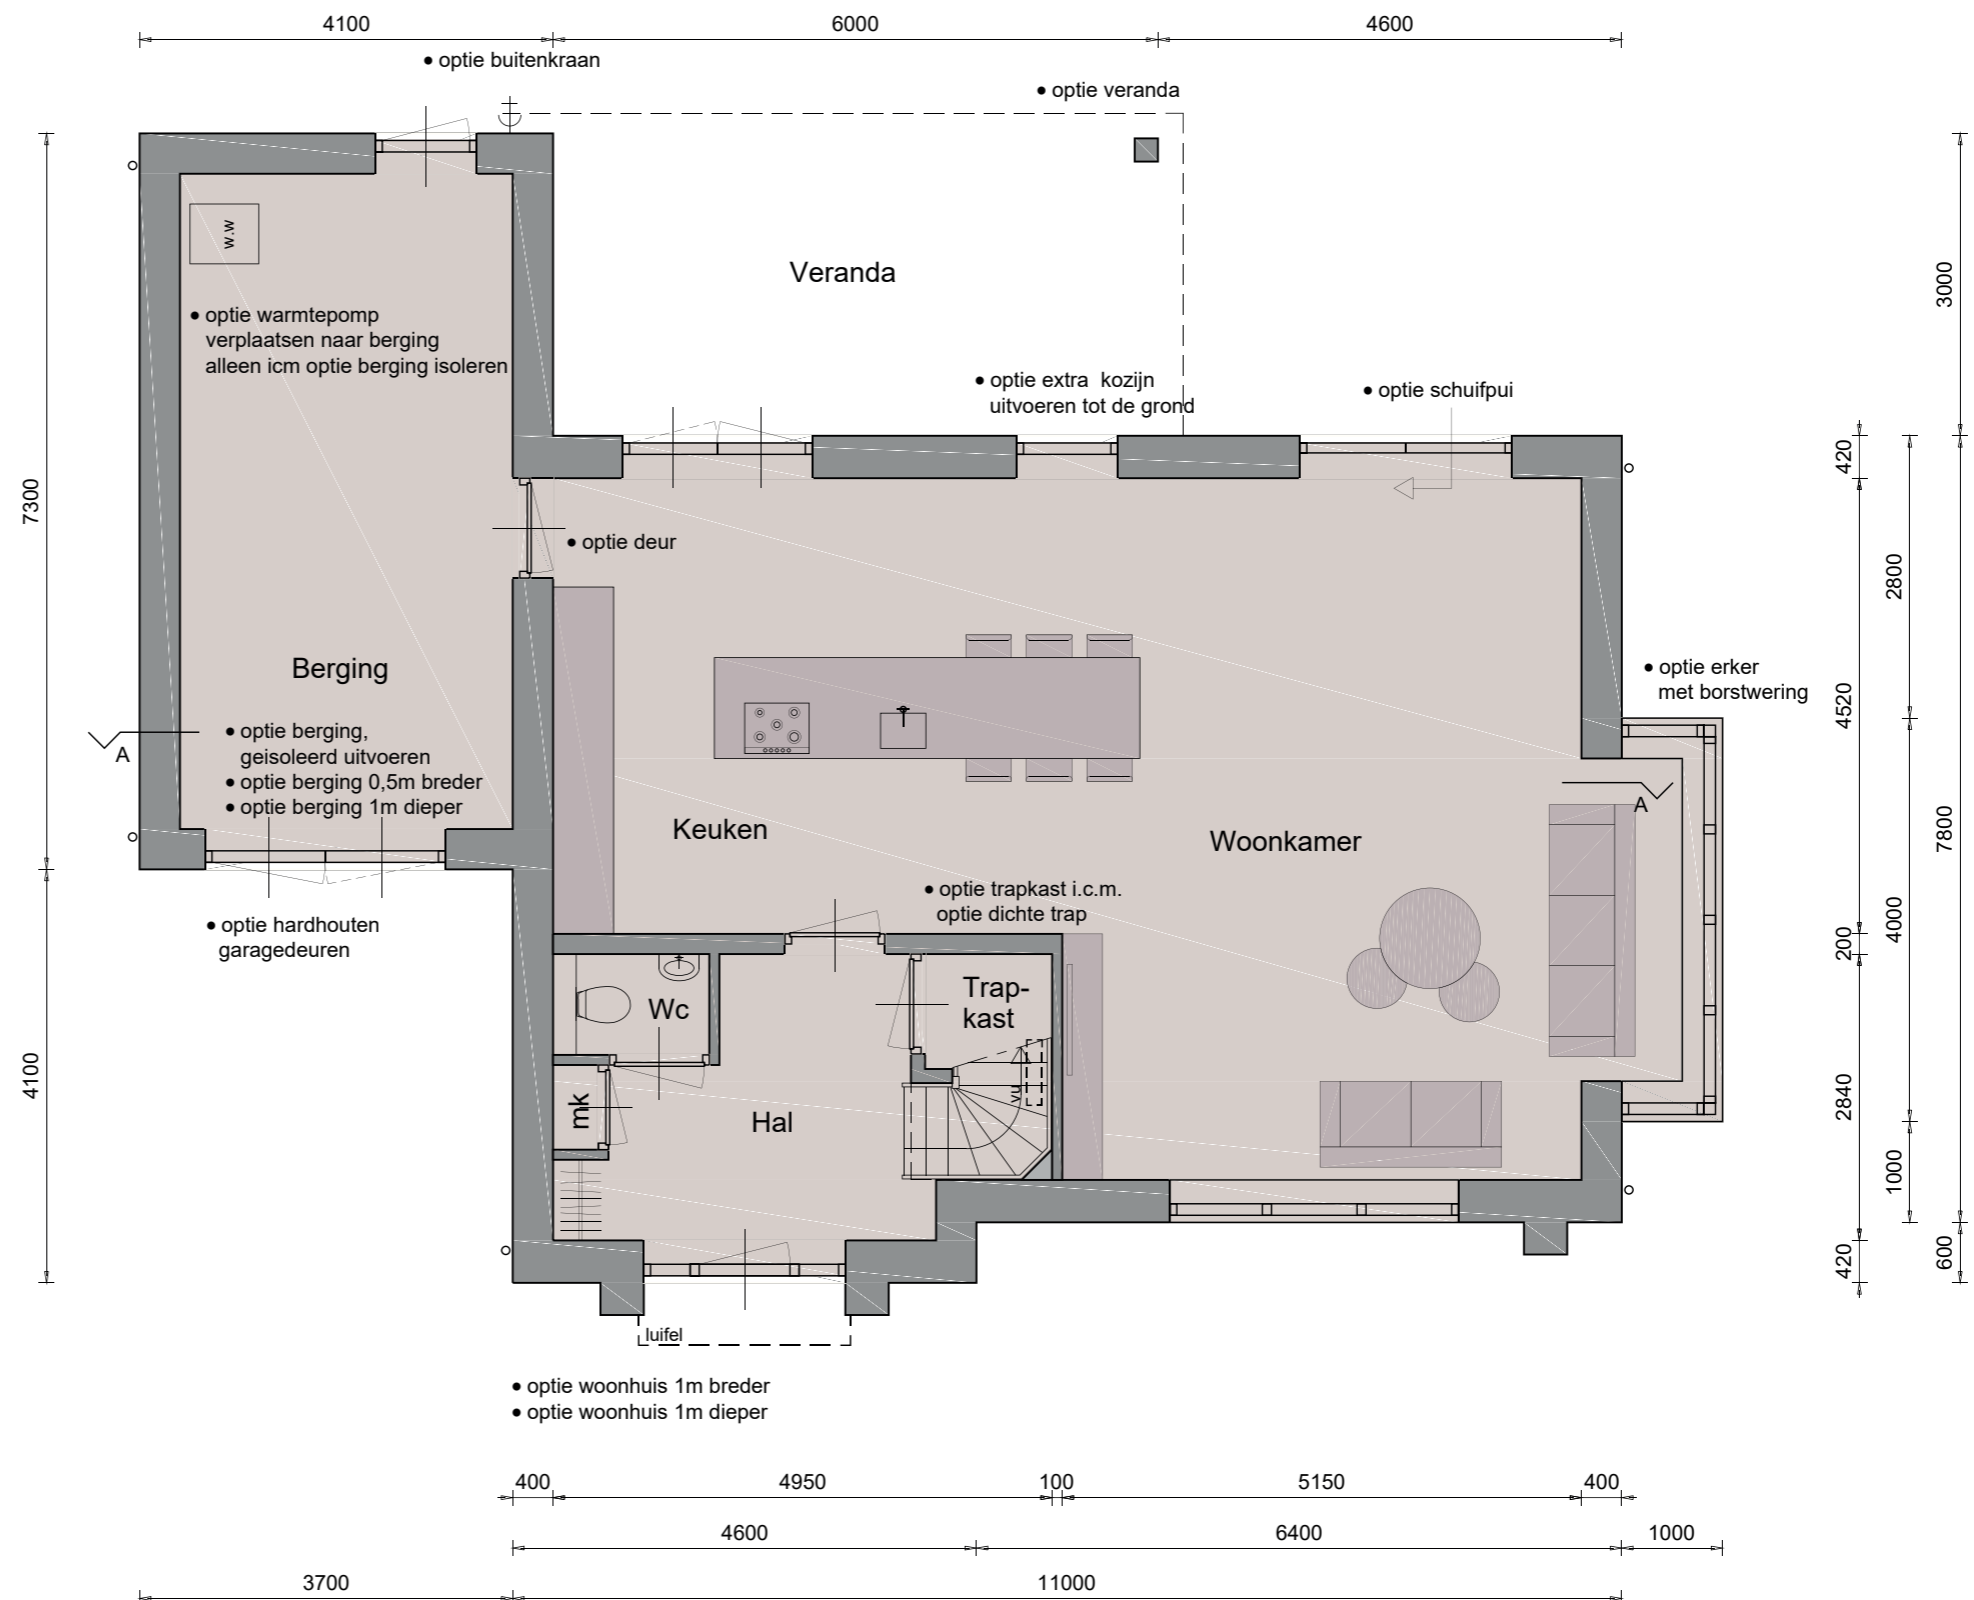 4100
6000
4600
• optie buitenkraan
• optie veranda
w.w
Veranda
3000
• optie warmtepomp
verplaatsen naar berging
alleen icm optie berging isoleren
• optie extra kozijn
uitvoeren tot de grond
• optie schuifpui
420
7300
• optie deur
2800
Berging
• optie erker
met borstwering
4520
A
• optie berging,
geisoleerd uitvoeren
• optie berging 0,5m breder
• optie berging 1m dieper
A
Keuken
Woonkamer
7800
• optie hardhouten
garagedeuren
• optie trapkast i.c.m.
optie dichte trap
4000
200
Wc
Trap-
kast
4100
mk
Hal
vu
2840
1000
420
600
luifel
• optie woonhuis 1m breder
• optie woonhuis 1m dieper
400
4950
100
5150
400
4600
6400
1000
3700
11000